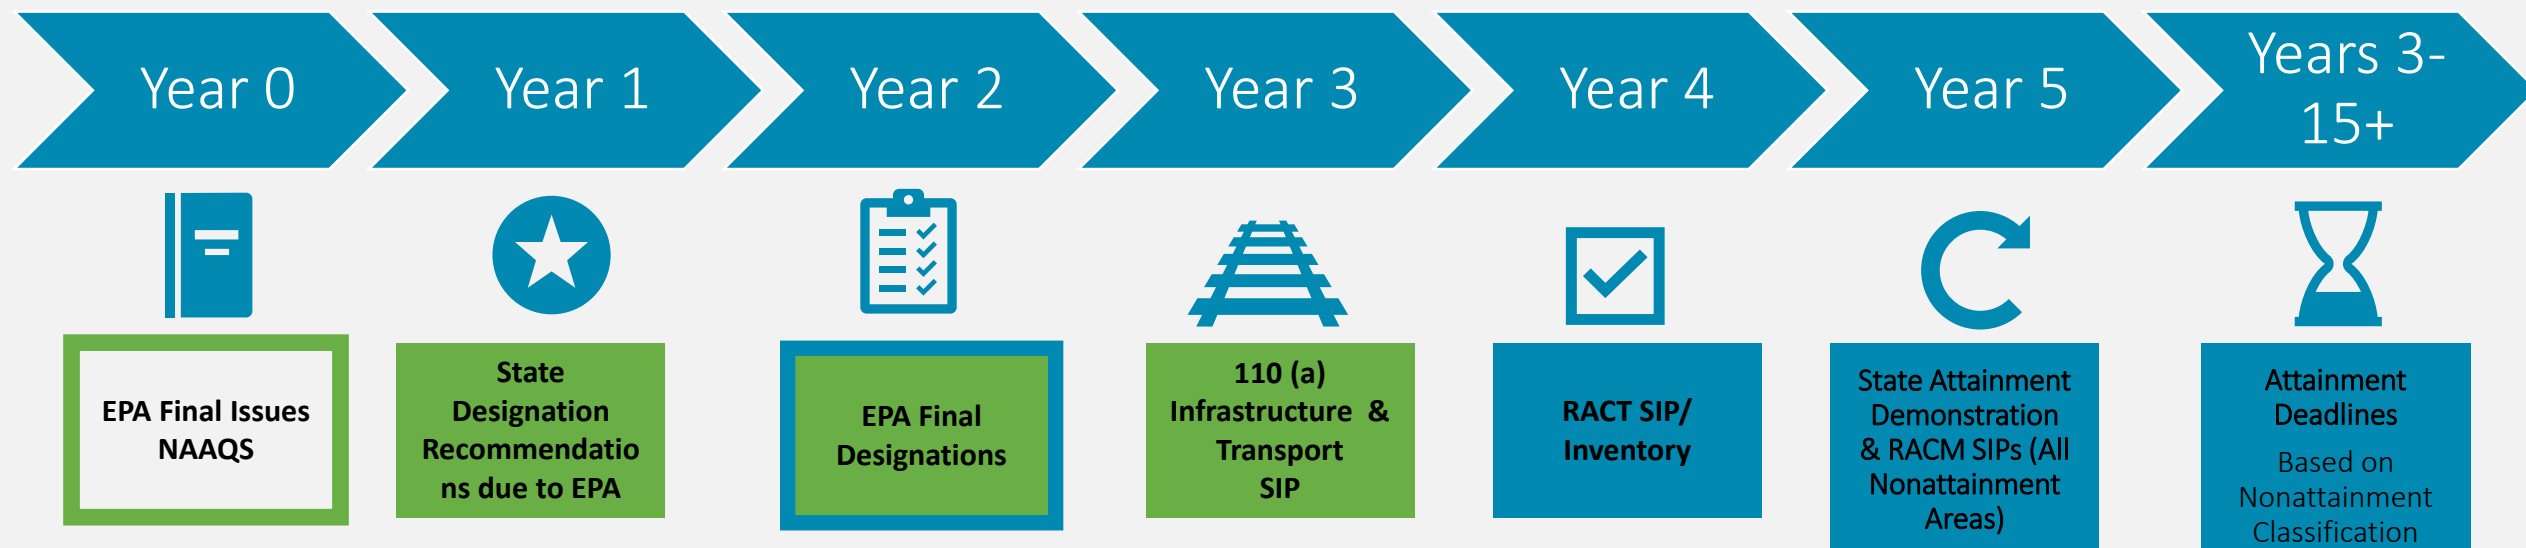 Year 0
Year 1
Year 2
Year 3
Year 4
Year 5
Years 3-
15+
EPA Final Issues
NAAQS
State
Designation
Recommendatio
ns due to EPA
EPA Final
Designations
110 (a)
Infrastructure &
Transport
SIP
RACT SIP/
Inventory
State Attainment
Demonstration
& RACM SIPs (All
Nonattainment
Areas)
Attainment
Deadlines
Based on
Nonattainment
Classification